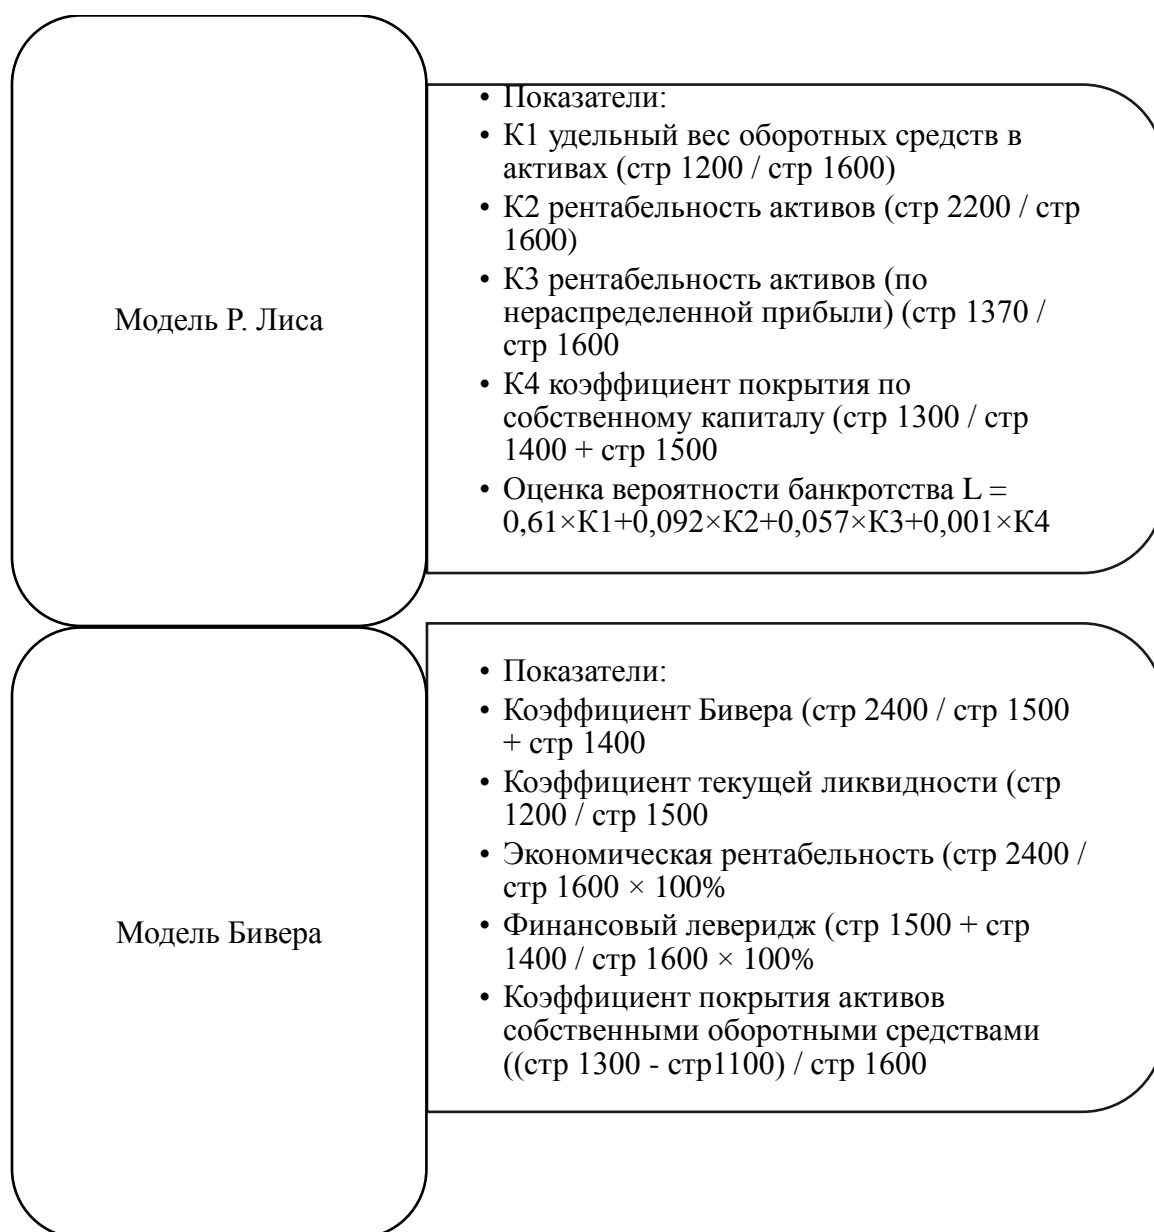 Модель Р. Лиса
• Показатели:
• К1 удельный вес оборотных средств в
активах (стр 1200 / стр 1600)
• К2 рентабельность активов (стр 2200 / стр
1600)
• К3 рентабельность активов (по
нераспределенной прибыли) (стр 1370 /
стр 1600
• К4 коэффициент покрытия по
собственному капиталу (стр 1300 / стр
1400 + стр 1500
• Оценка вероятности банкротства L =
0,61×К1+0,092×К2+0,057×К3+0,001×К4
Модель Бивера
• Показатели:
• Коэффициент Бивера (стр 2400 / стр 1500
+ стр 1400
• Коэффициент текущей ликвидности (стр
1200 / стр 1500
• Экономическая рентабельность (стр 2400 /
стр 1600 × 100%
• Финансовый леверидж (стр 1500 + стр
1400 / стр 1600 × 100%
• Коэффициент покрытия активов
собственными оборотными средствами
((стр 1300 - стр1100) / стр 1600